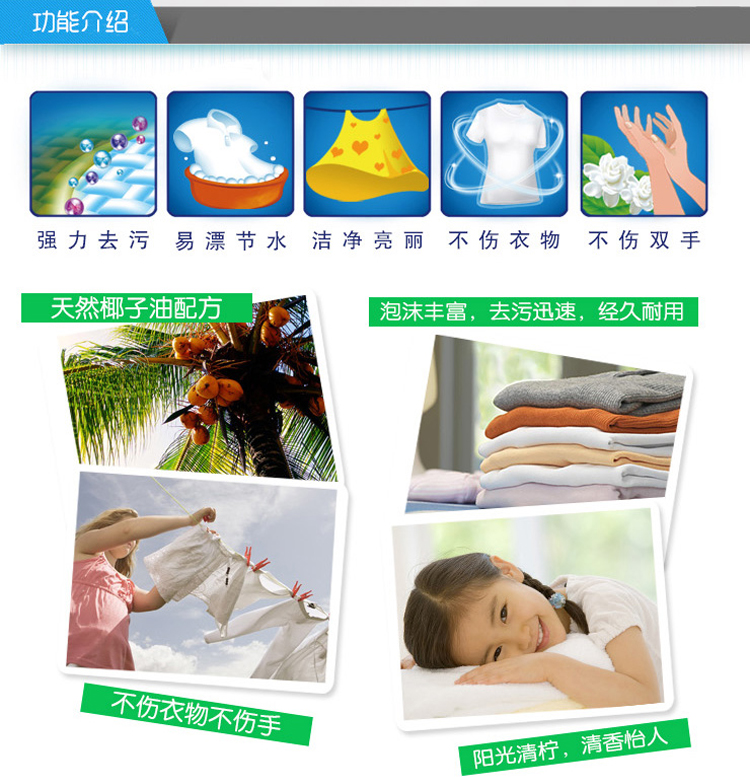 功能介绍
强力去污
易漂节水
洁净亮丽
不伤衣物
不伤双手
天然椰子油配方
泡沫丰富，去污迅速，经久耐用
不伤衣物不伤手
阳光清柠，清香怡人